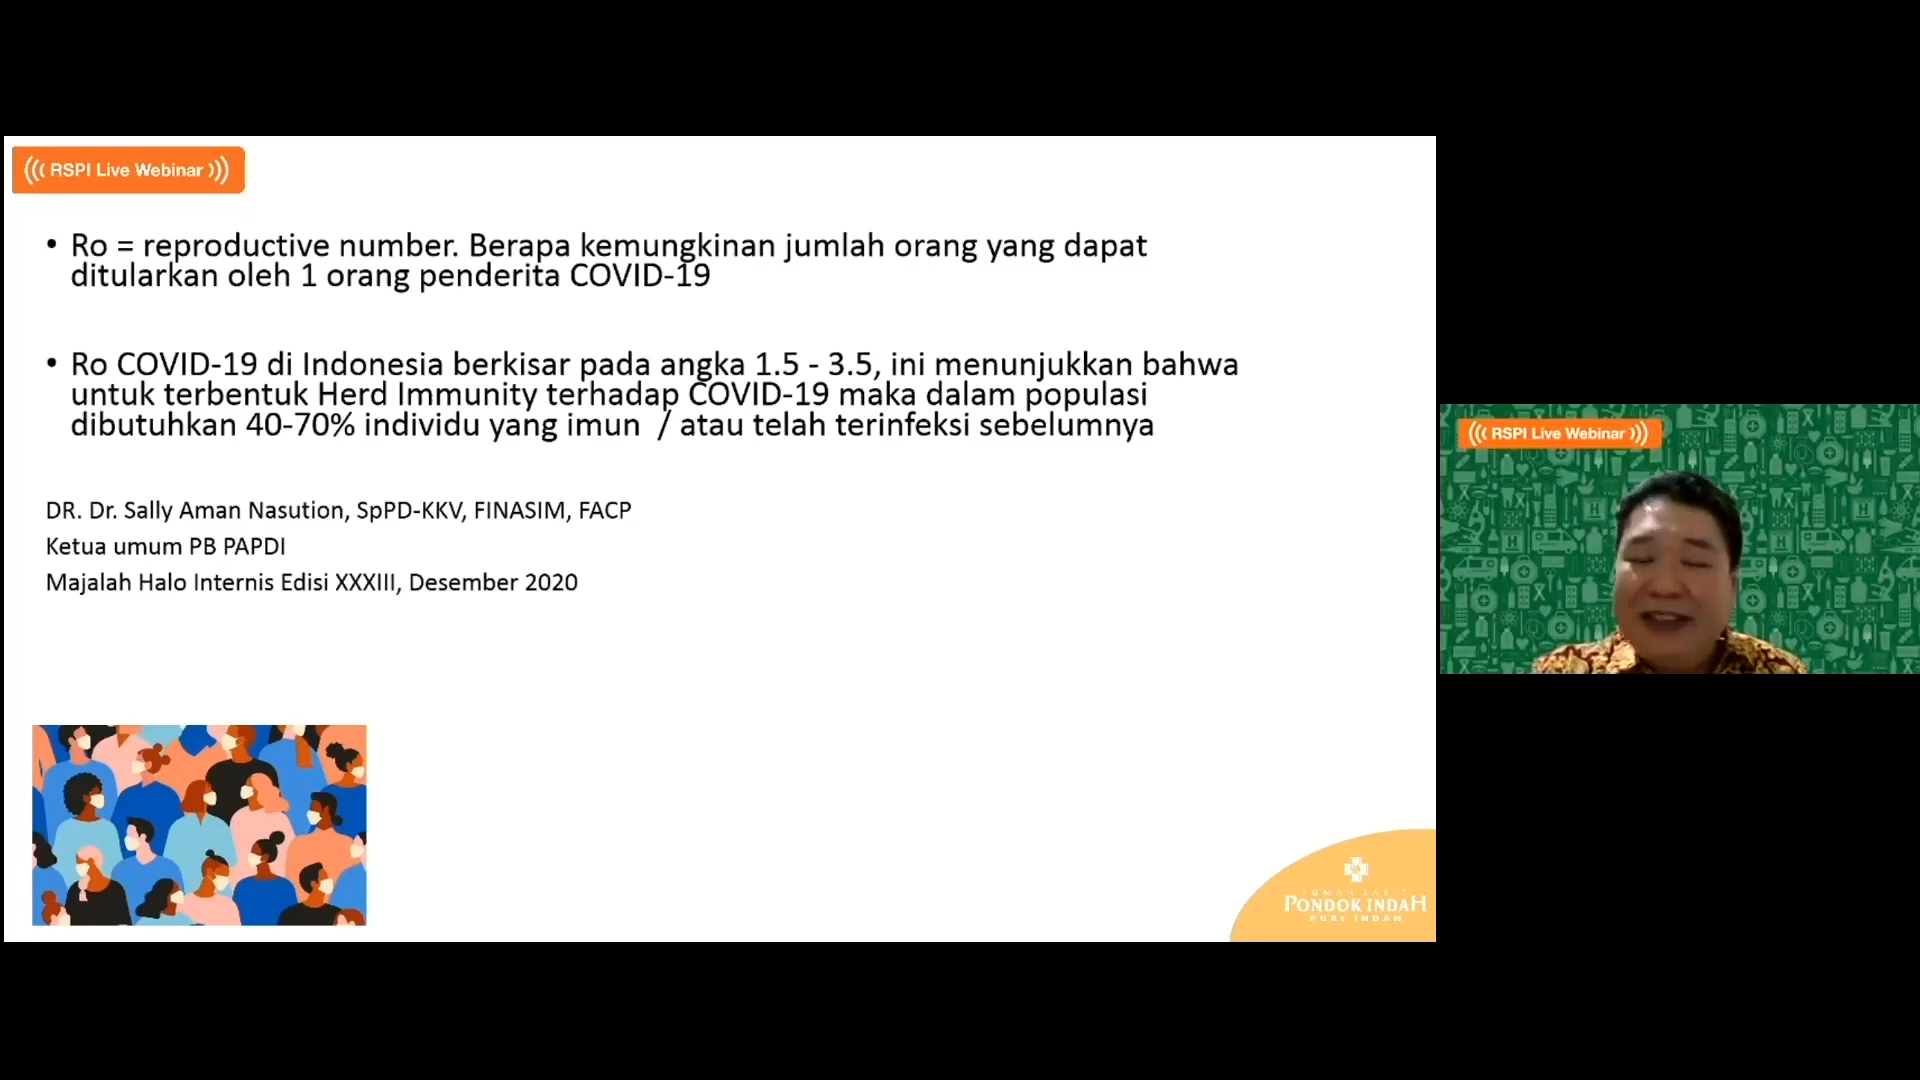 ((( RSPI Live Webinar )))
• Ro = reproductive number. Berapa kemungkinan jumlah orang yang dapat
ditularkan oleh 1 orang penderita COVID-19
• Ro COVID-19 di Indonesia berkisar pada angka 1.5 - 3.5, ini menunjukkan bahwa
untuk terbentuk Herd Immunity terhadap COVID-19 maka dalam populasi
dibutuhkan 40-70% individu yang imun / atau telah terinfeksi sebelumnya
DR. Dr. Sally Aman Nasution, SpPD-KKV, FINASIM, FACP
Ketua umum PB PAPDI
Majalah Halo Internis Edisi XXXIII, Desember 2020
RUMAH SAKIT
PONDOK INDAH
PURI INDAH
((( RSPI Live Webinar )))